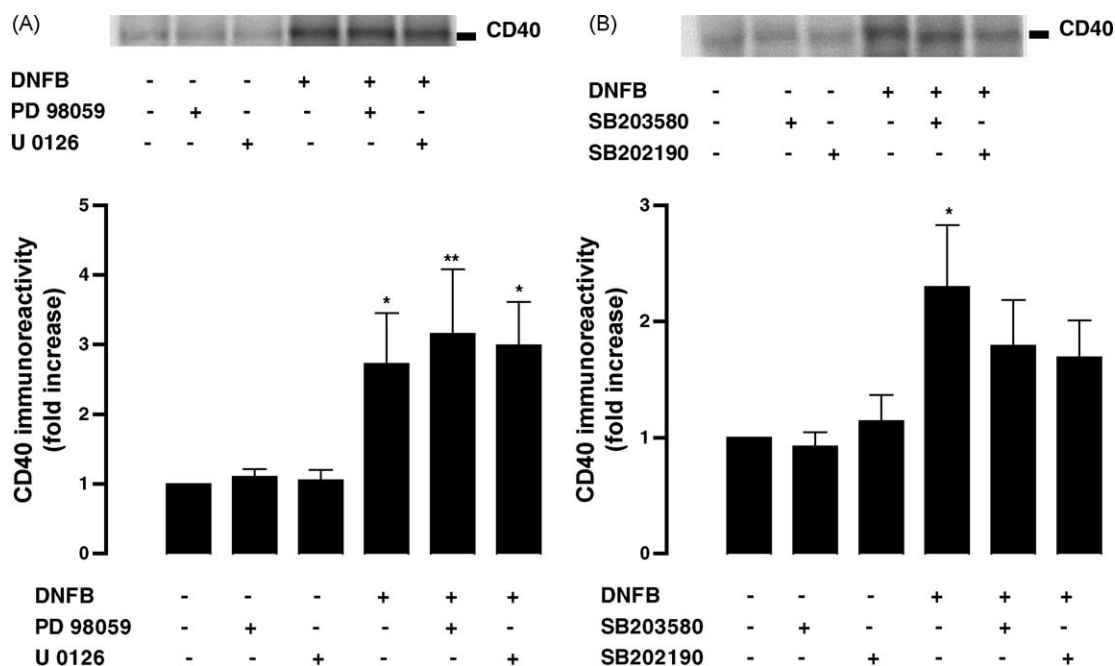 (A)
CD40
DNFB - - - + + +
PD 98059 - + - - + -
U 0126 - - + - - +
CD40 immunoreactivity
(fold increase)
5
4
3
2
1
0
*
**
*
DNFB - - - + + +
PD 98059 - + - - + -
U 0126 - - + - - +
(B)
CD40
DNFB - - - + + +
SB203580 - + - - + -
SB202190 - - + - - +
CD40 immunoreactivity
(fold increase)
3
2
1
0
*
DNFB - - - + + +
SB203580 - + - - + -
SB202190 - - + - - +